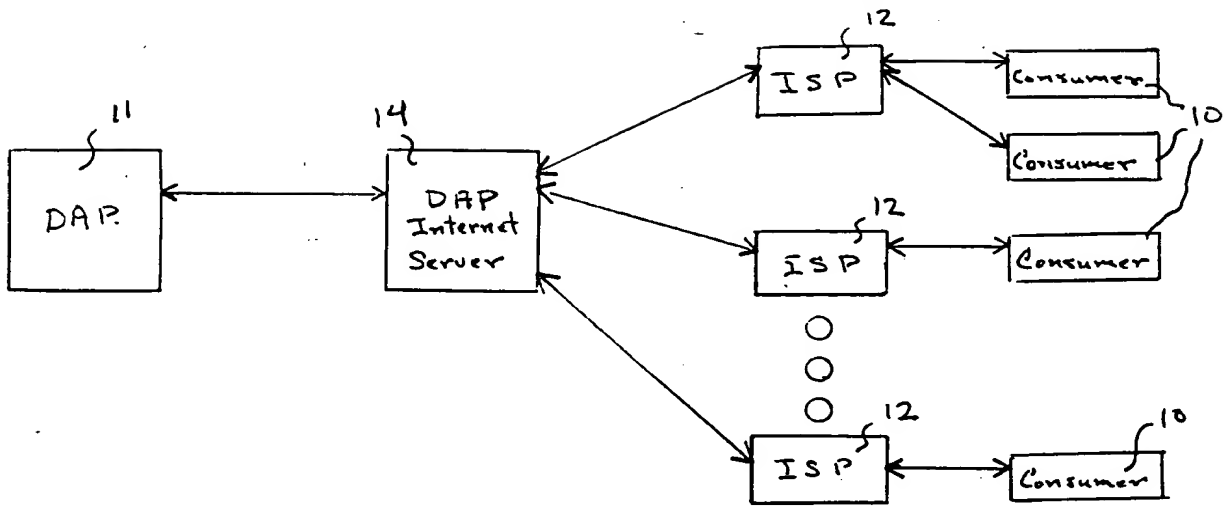 11
DAP.
14
DAP
Internet
Server
12
ISP
Consumer
Consumer
10
12
ISP
Consumer
12
ISP
Consumer
10